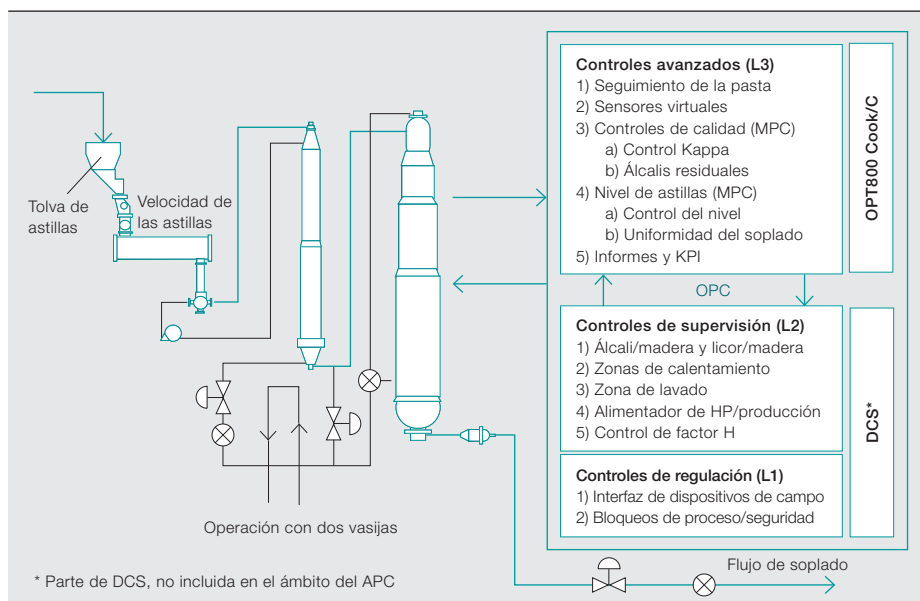 Tolva de
astillas
Velocidad de
las astillas
Operación con dos vasijas
* Parte de DCS, no incluida en el ámbito del APC
Controles avanzados (L3)
1) Seguimiento de la pasta
2) Sensores virtuales
3) Controles de calidad (MPC)
a) Control Kappa
b) Álcalis residuales
4) Nivel de astillas (MPC)
a) Control del nivel
b) Uniformidad del soplado
5) Informes y KPI
OPT800 Cook/C
OPC
Controles de supervisión (L2)
1) Álcali/madera y licor/madera
2) Zonas de calentamiento
3) Zona de lavado
4) Alimentador de HP/producción
5) Control de factor H
Controles de regulación (L1)
1) Interfaz de dispositivos de campo
2) Bloqueos de proceso/seguridad
DCS*
Flujo de soplado